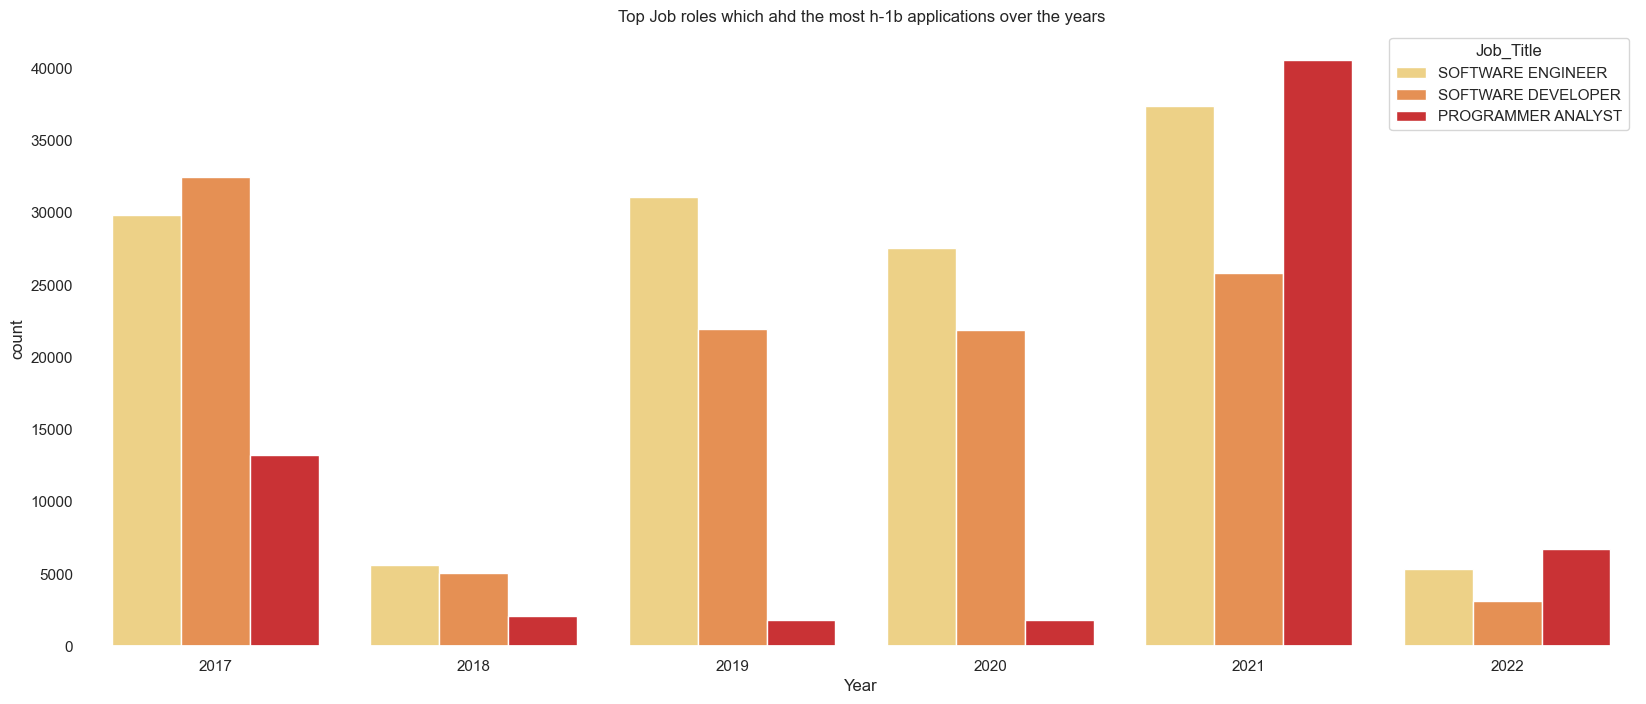 Top Job roles which ahd the most h-1b applications over the years
Job_Title
SOFTWARE ENGINEER
SOFTWARE DEVELOPER
PROGRAMMER ANALYST
count
40000
35000
30000
25000
20000
15000
10000
5000
0
2017 2018 2019 2020 2021 2022
Year